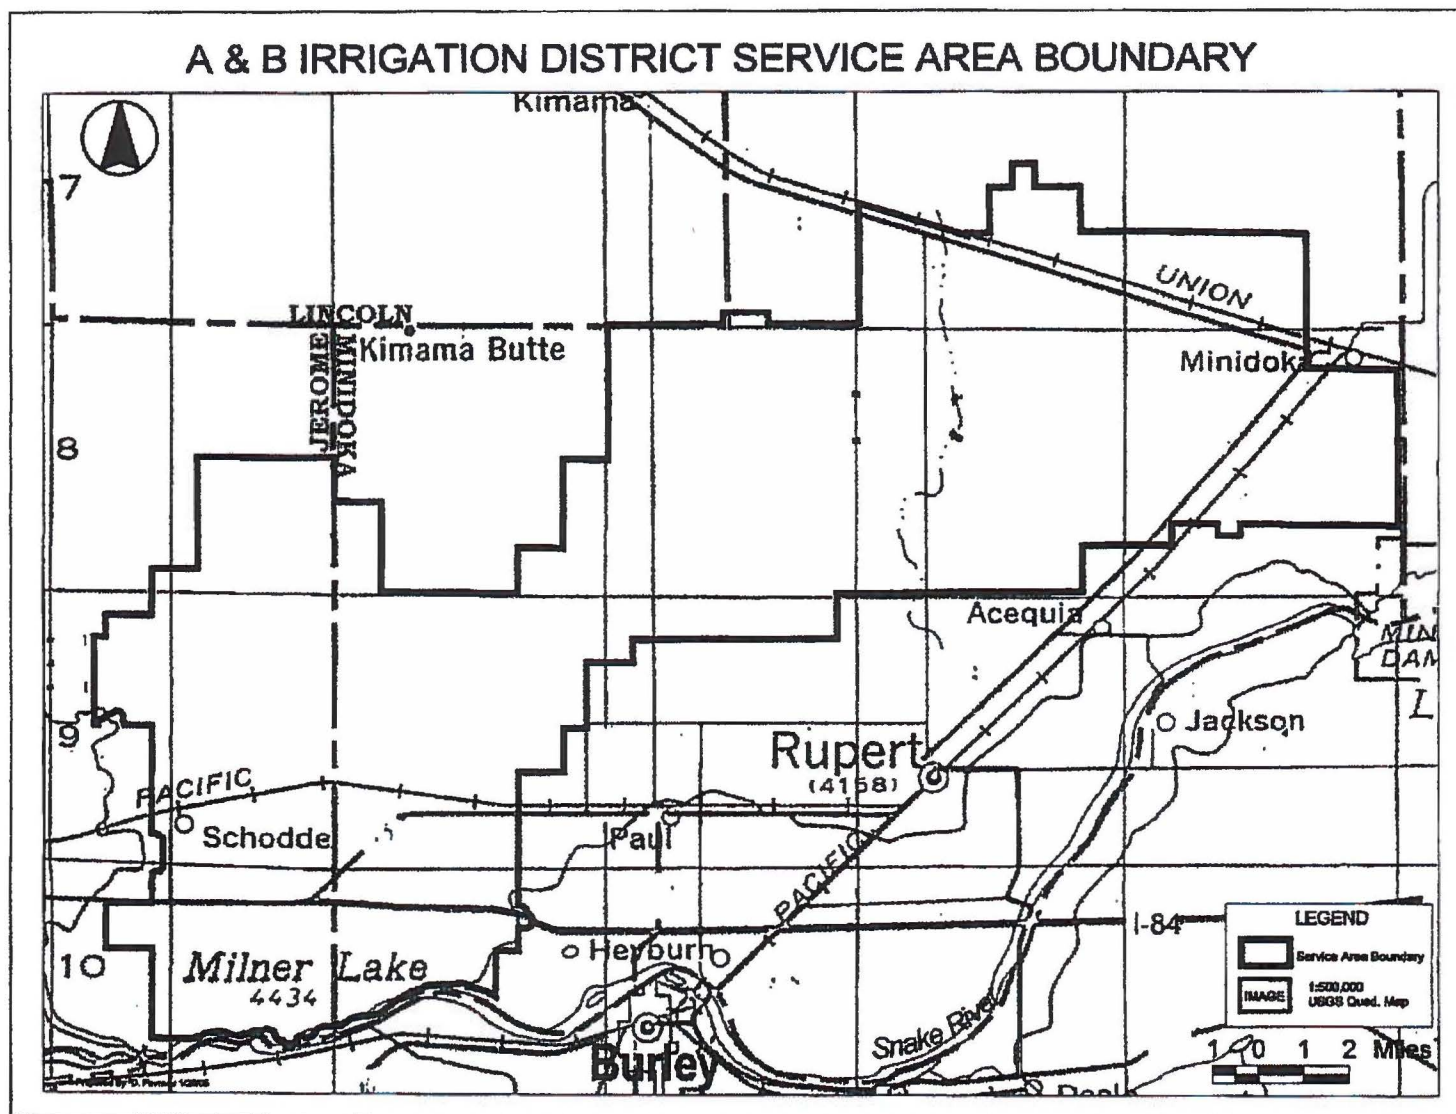 A & B IRRIGATION DISTRICT SERVICE AREA BOUNDARY
Kimama
7
UNION
LINCOLN
Kimama Butte
JEROME
MINIDOKA
Minidoka
8
Acequia
MIN
DAM
L
9
Jackson
Rupert
(4158)
PACIFIC
Schodde
Paul
PACIFIC
I-84
LEGEND
Service Area Boundary
IMAGE
1:500,000
USGS Quad. Map
Heyburn
10
Milner Lake
4434
Snake River
Burley
1 0 1 2 Miles